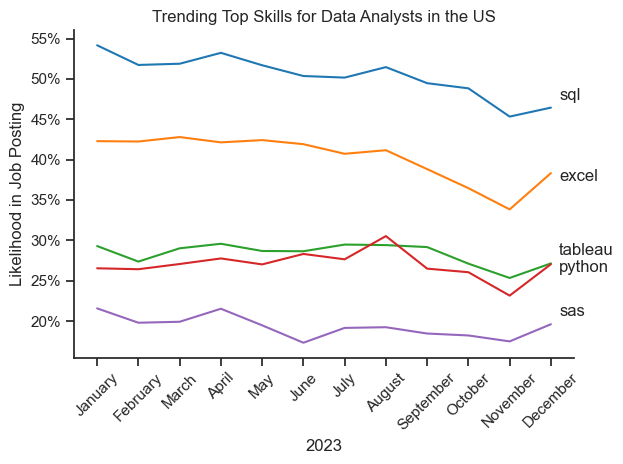 Trending Top Skills for Data Analysts in the US
Likelihood in Job Posting
55%
50%
45%
40%
35%
30%
25%
20%
sql
excel
tableau
python
sas
January
February
March
April
May
June
July
August
September
October
November
December
2023